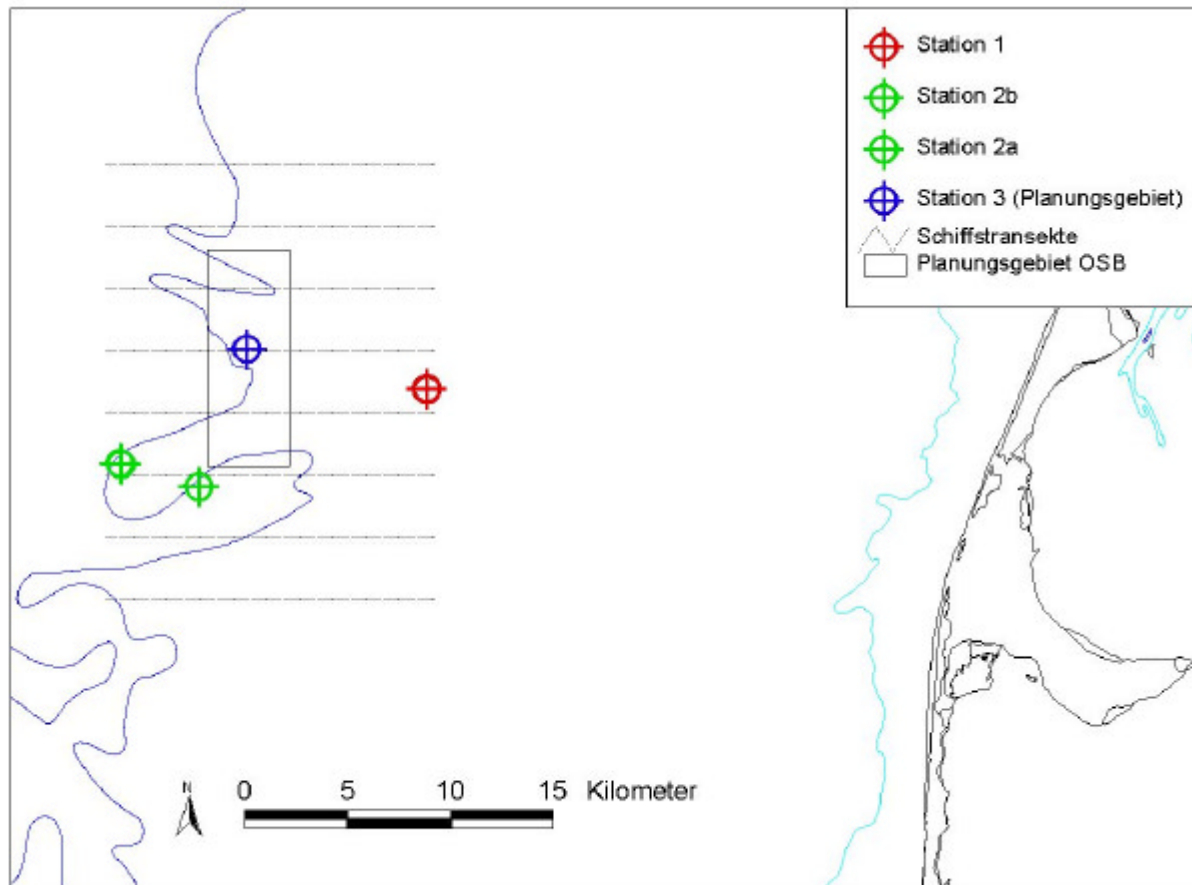 Station 1
Station 2b
Station 2a
Station 3 (Planungsgebiet)
Schiffstransekte
Planungsgebiet OSB
N
0 5 10 15 Kilometer